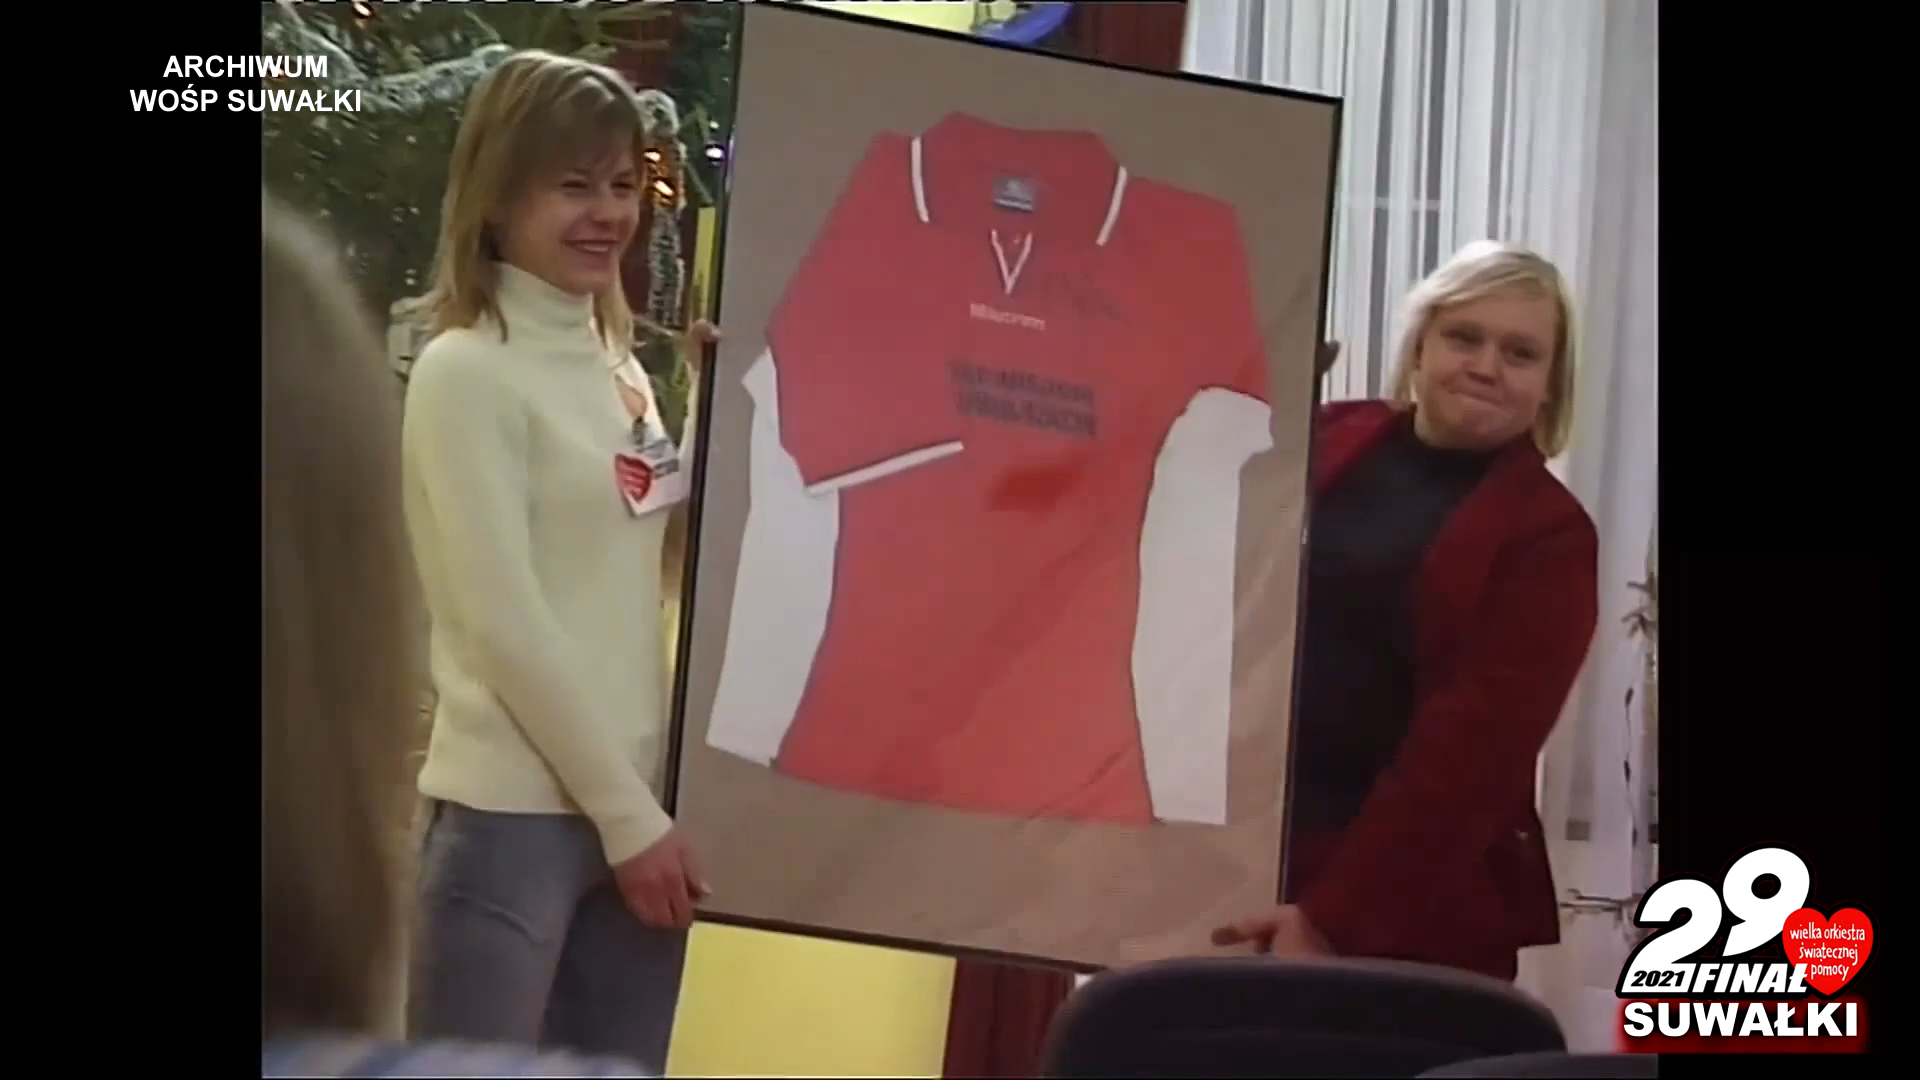 ARCHIWUM
WOŚP SUWAŁKI
29
wielka orkiestra
świątecznej
pomocy
2021 FINAŁ
SUWAŁKI